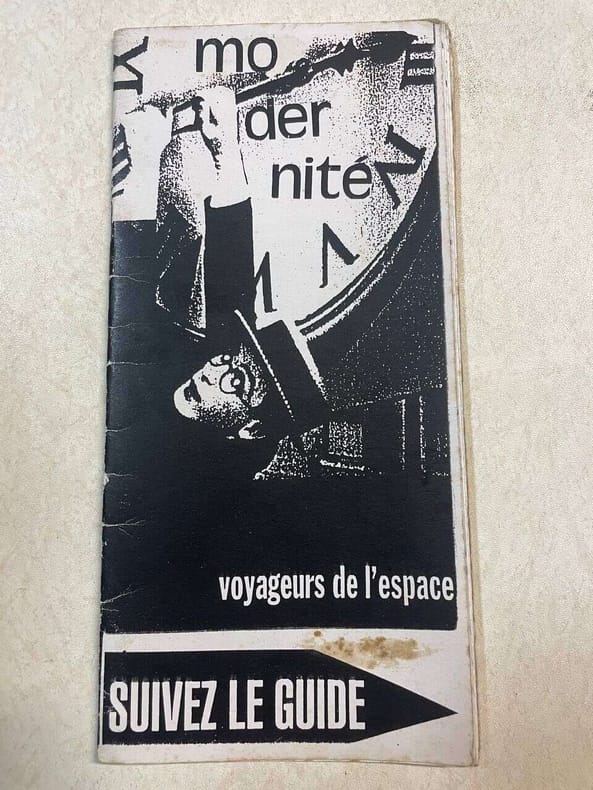 mo
der
nité
voyageurs de l'espace
SUIVEZ LE GUIDE